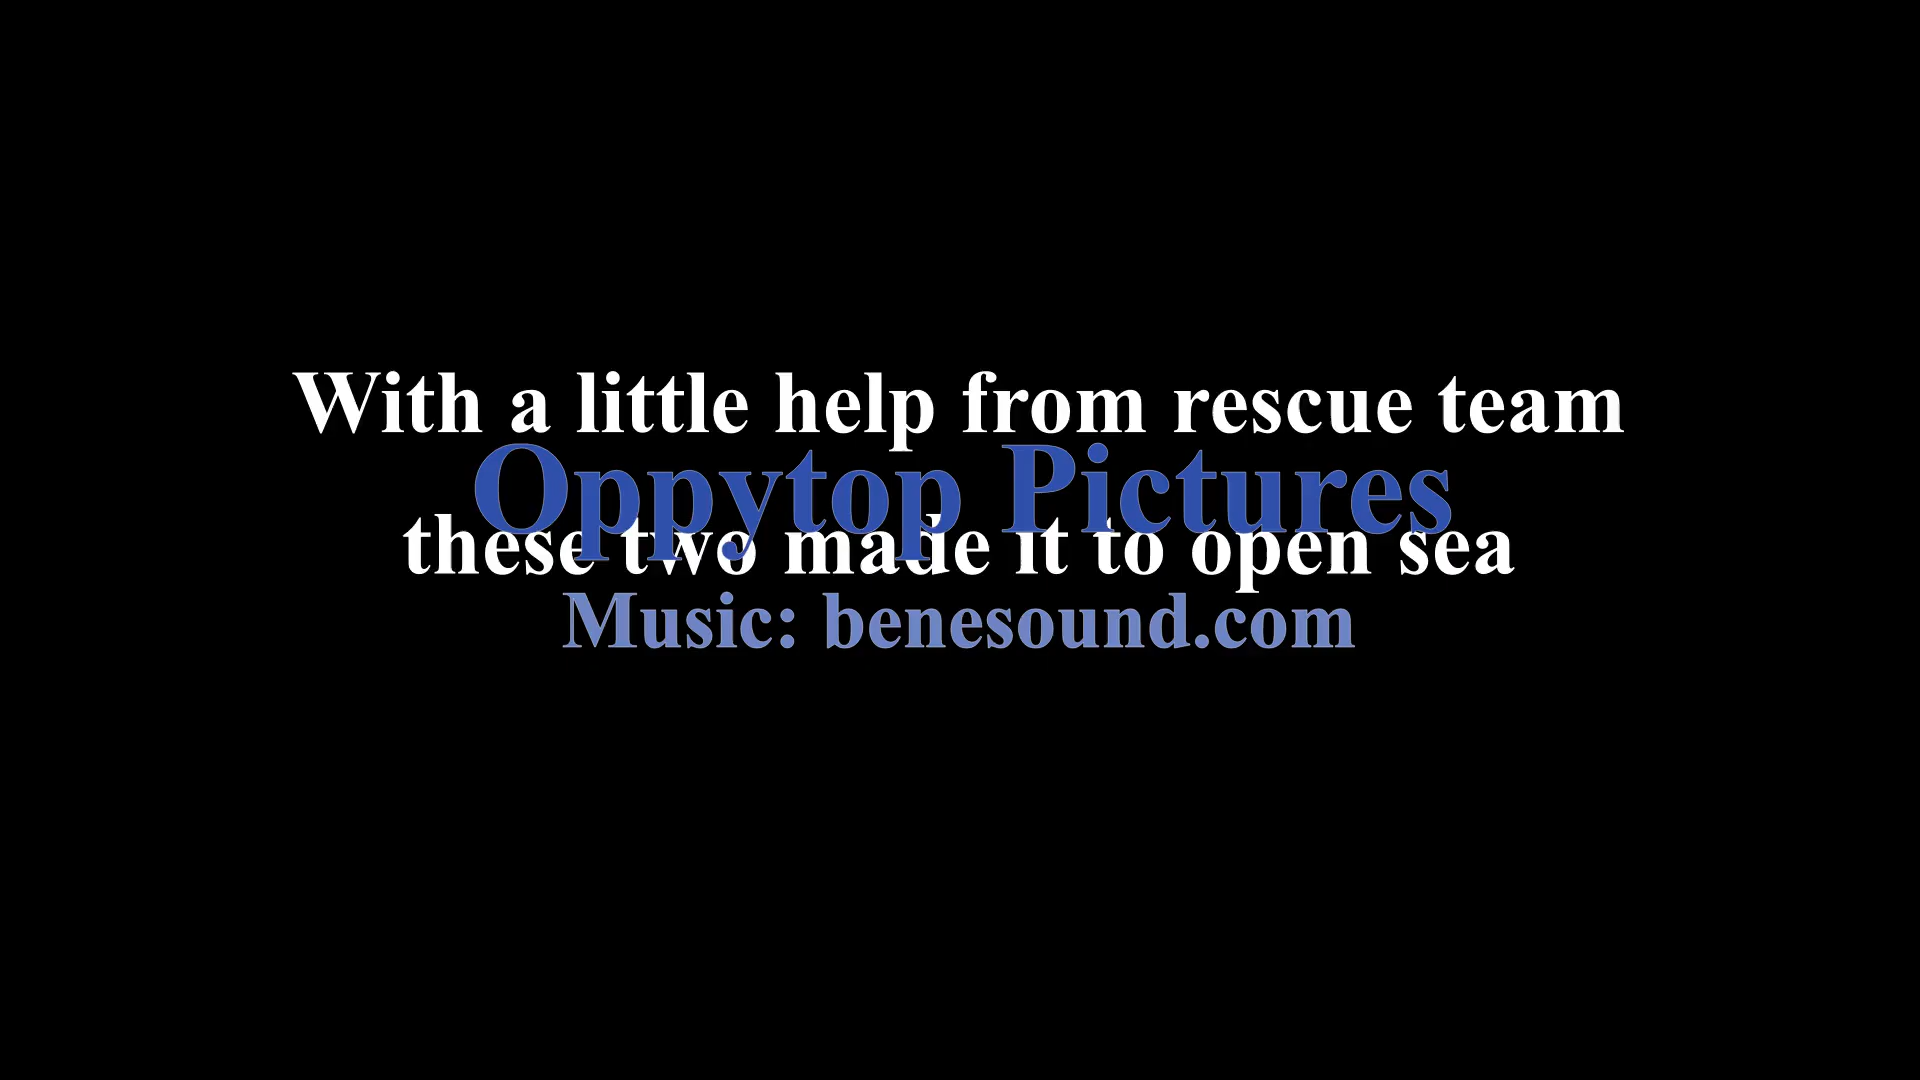 With a little help from rescue team
Oppytop Pictures
these two made it to open sea
Music: benesound.com